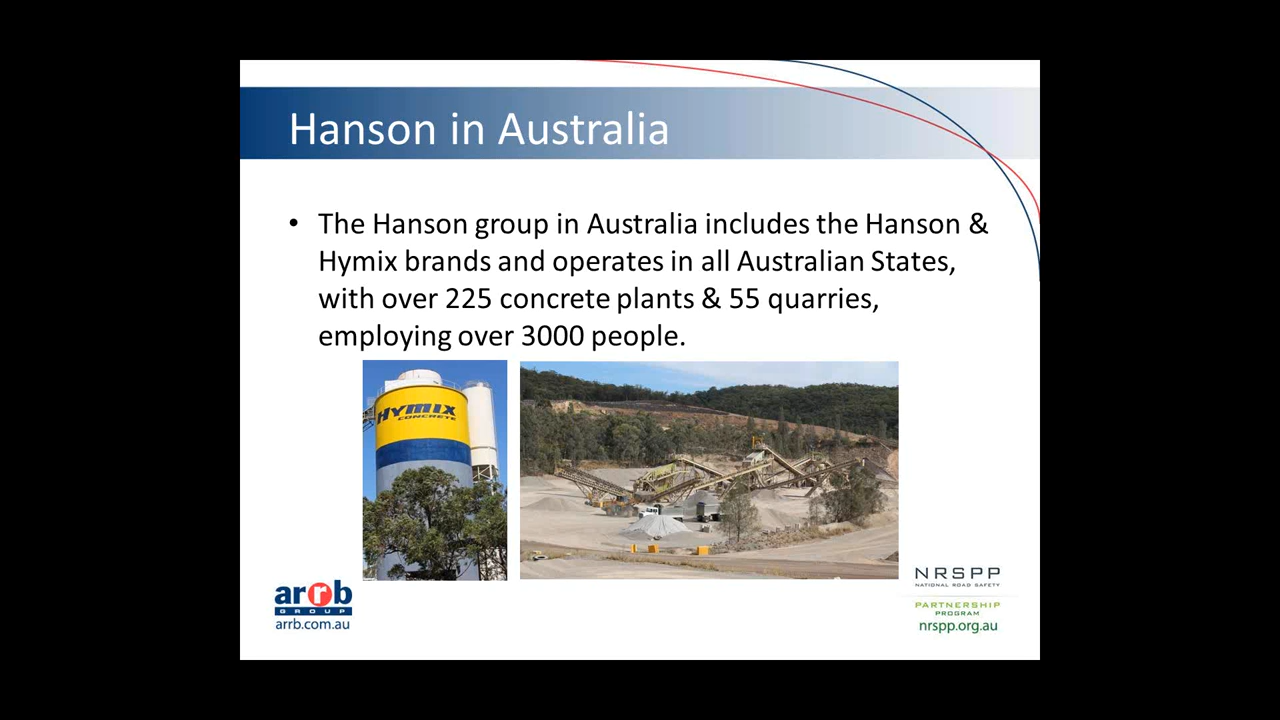 Hanson in Australia
• The Hanson group in Australia includes the Hanson &
Hymix brands and operates in all Australian States,
with over 225 concrete plants & 55 quarries,
employing over 3000 people.
HYMIX
CONCRETE
arrb
GROUP
arrb.com.au
NRSPP
NATIONAL ROAD SAFETY
PARTNERSHIP
PROGRAM
nrspp.org.au